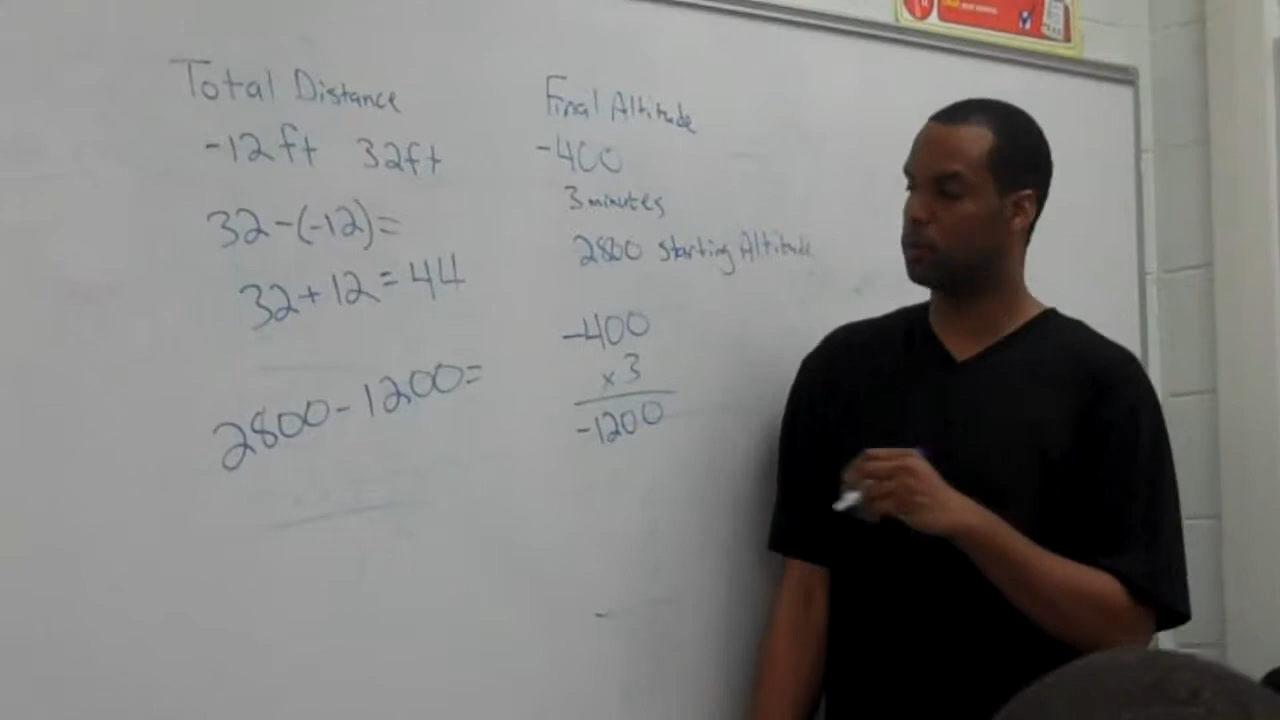 Total Distance
-12ft 32ft
32-(-12)=
32+12=44
2800-1200=
Final Altitude
-400
3 minutes
2800 starting Altitude
-400
x3
-1200